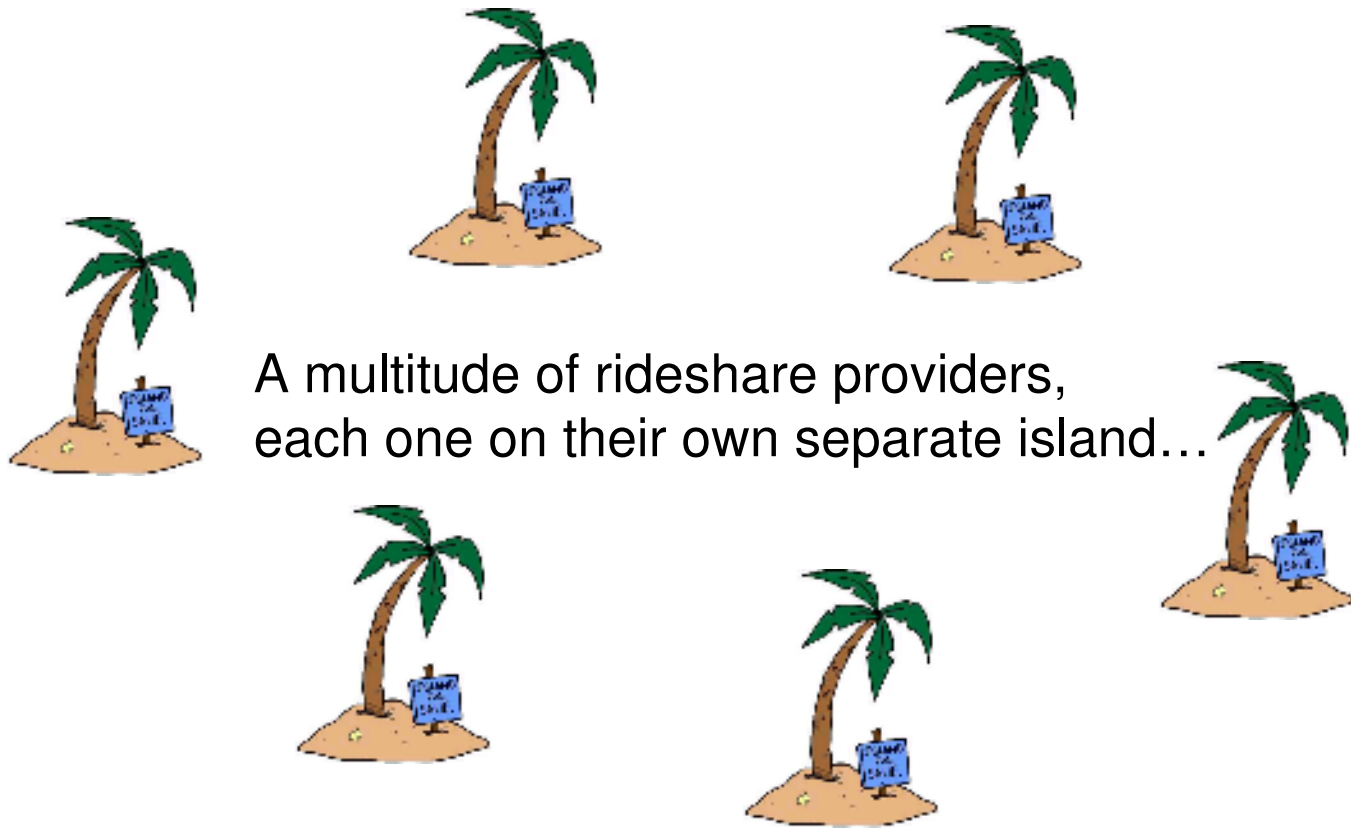 A multitude of rideshare providers,
each one on their own separate island…